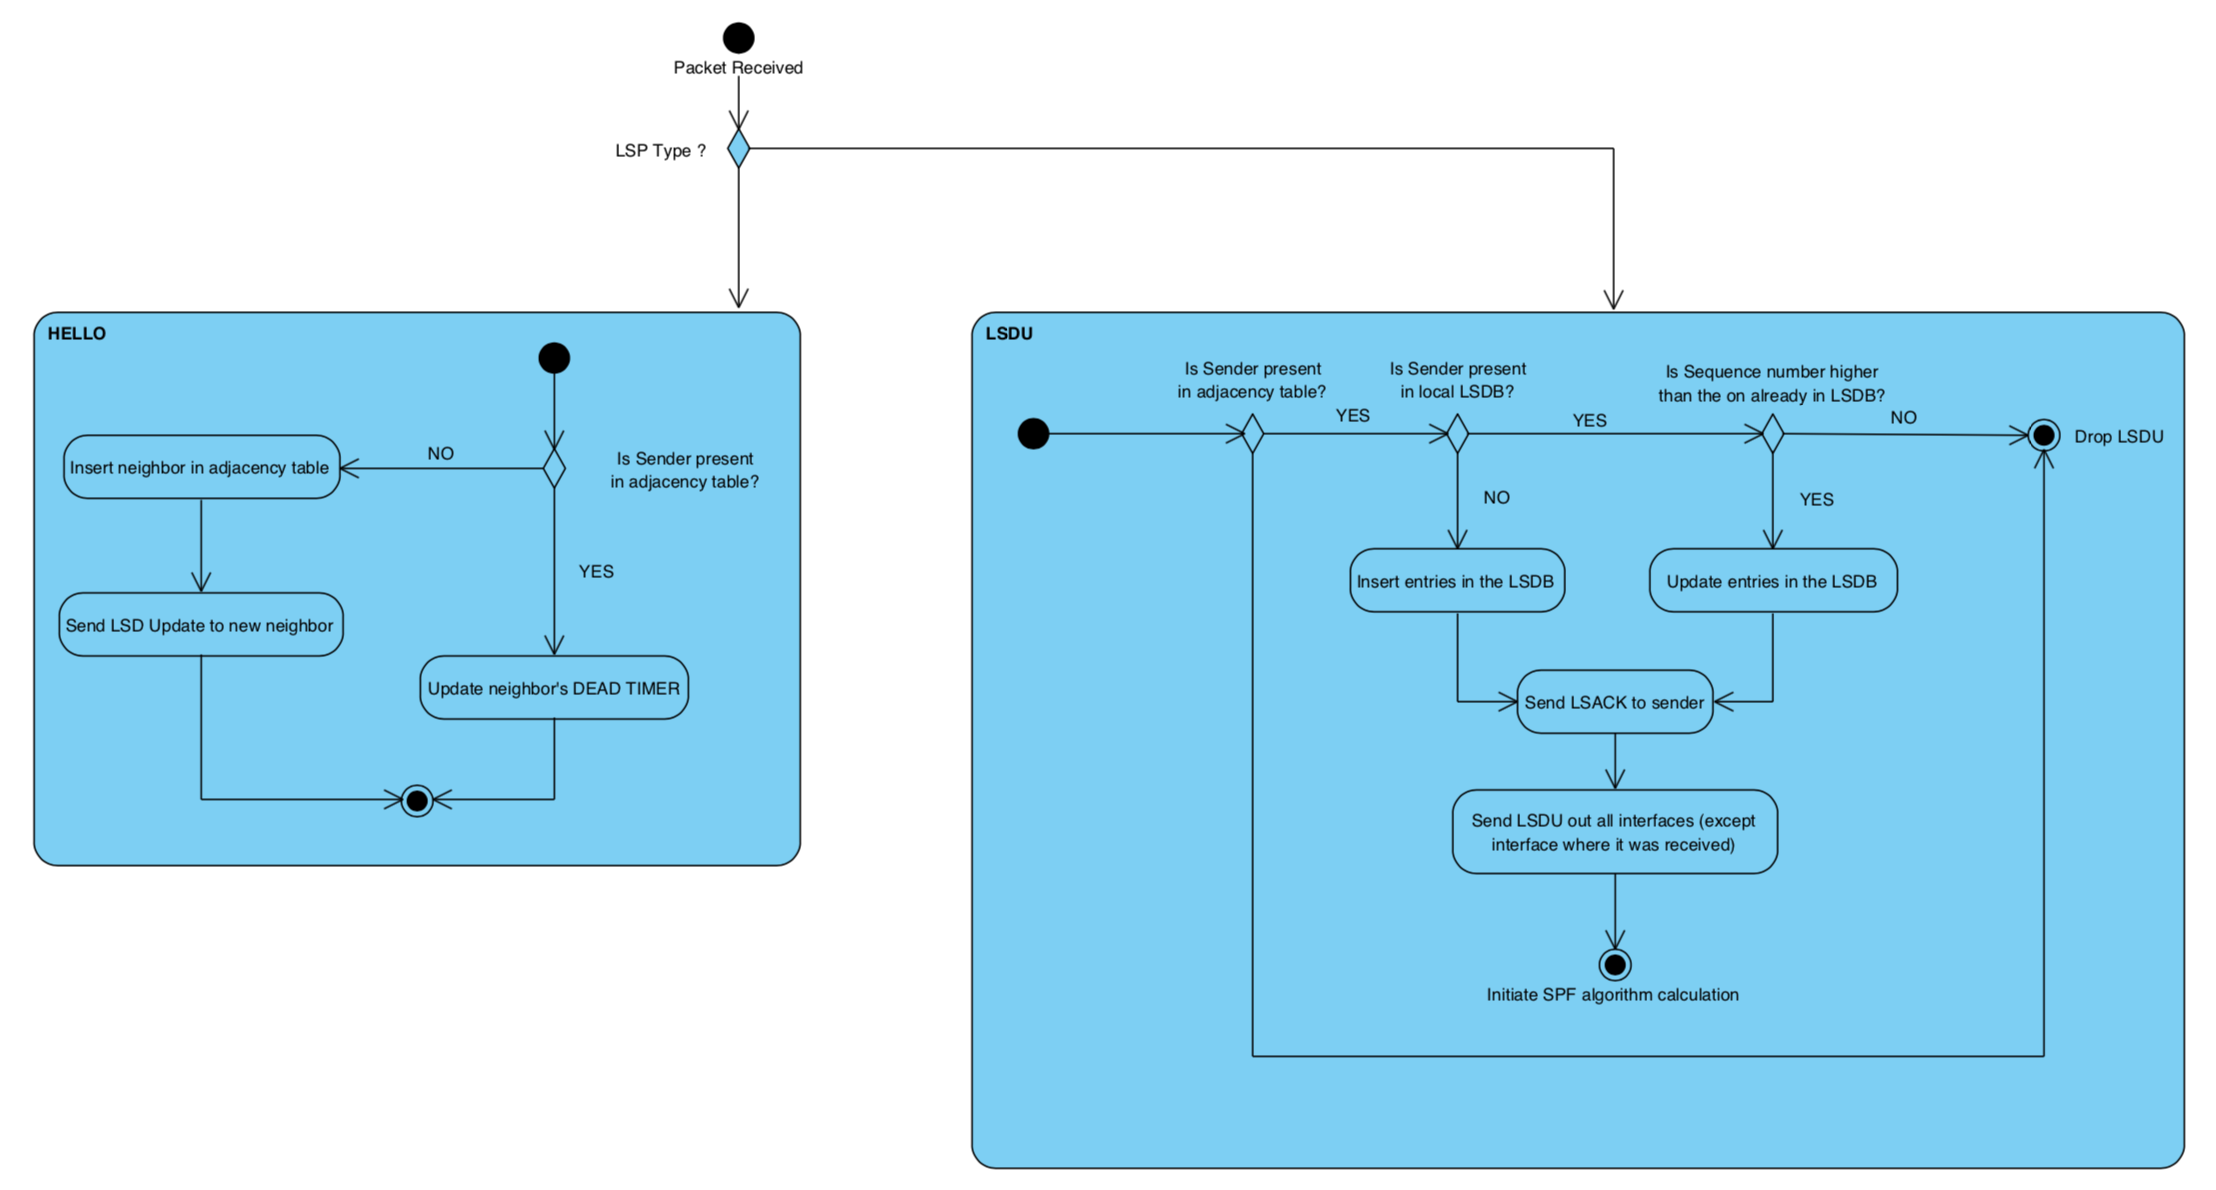 Packet Received
LSP Type ?
HELLO
Is Sender present
in adjacency table?
NO
Insert neighbor in adjacency table
YES
Send LSD Update to new neighbor
Update neighbor's DEAD TIMER
LSDU
Is Sender present
in adjacency table?
YES
Is Sender present
in local LSDB?
YES
Is Sequence number higher
than the on already in LSDB?
NO
Drop LSDU
NO
YES
Insert entries in the LSDB
Update entries in the LSDB
Send LSACK to sender
Send LSDU out all interfaces (except
interface where it was received)
Initiate SPF algorithm calculation